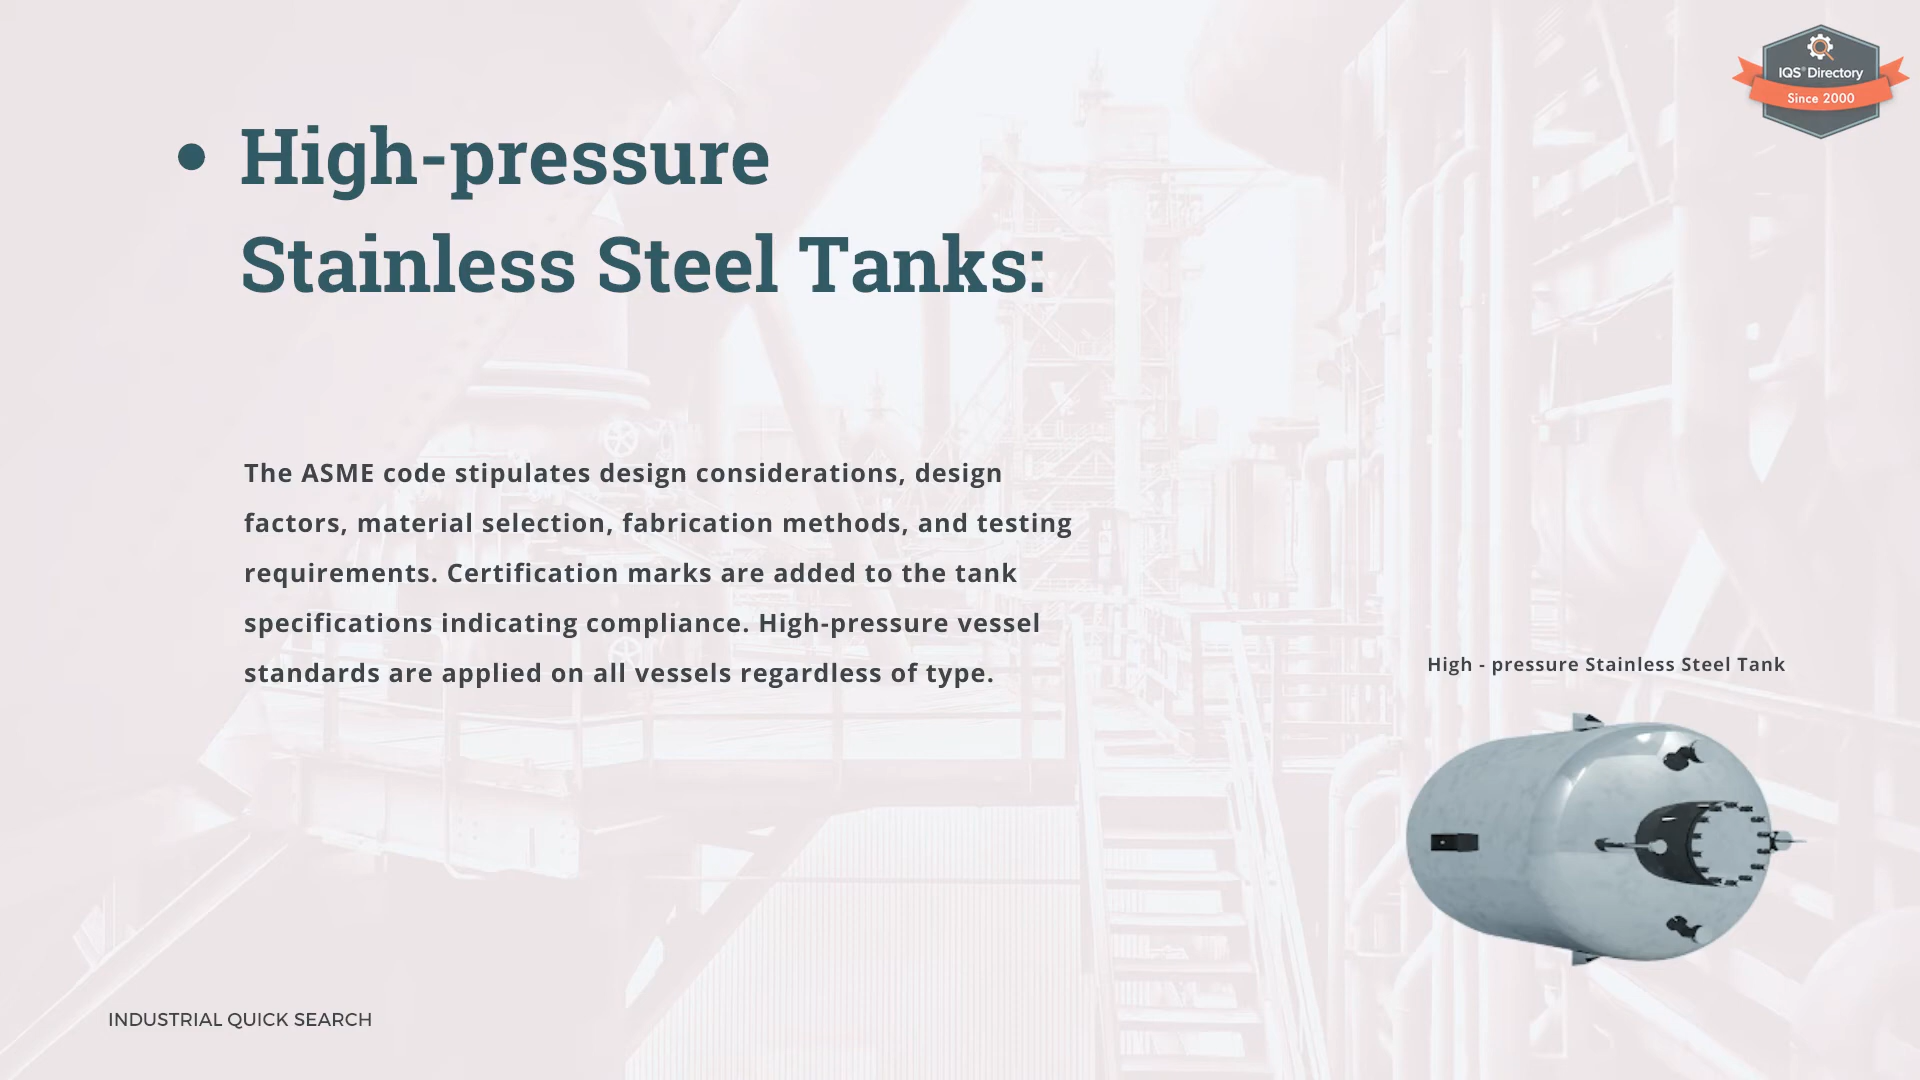 IQS® Directory
Since 2000
• High-pressure
Stainless Steel Tanks:
The ASME code stipulates design considerations, design
factors, material selection, fabrication methods, and testing
requirements. Certification marks are added to the tank
specifications indicating compliance. High-pressure vessel
standards are applied on all vessels regardless of type.
High - pressure Stainless Steel Tank
INDUSTRIAL QUICK SEARCH